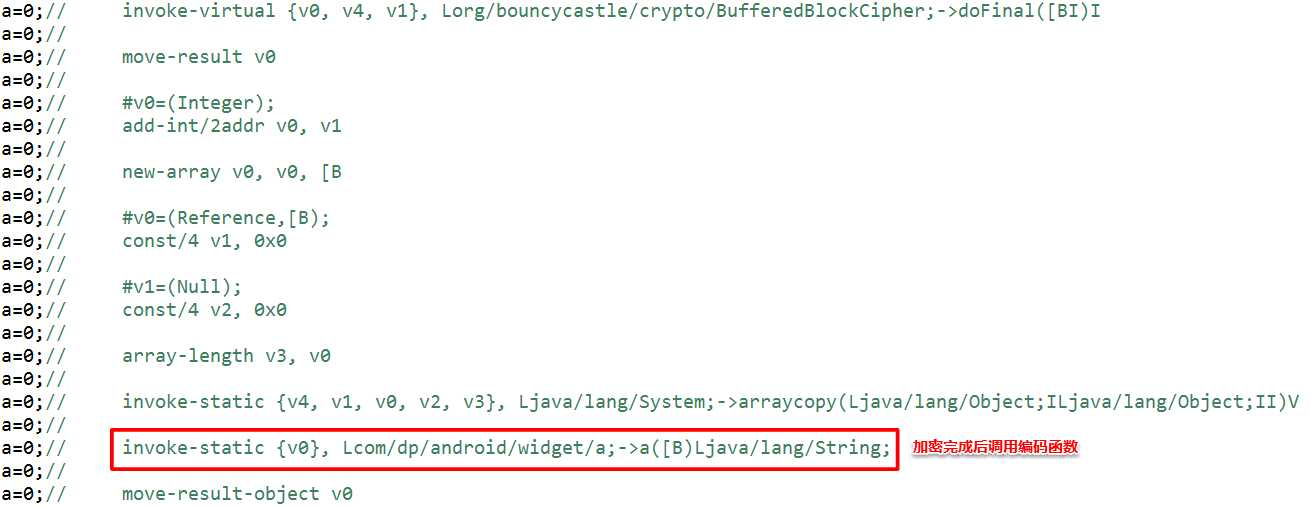 a=0;//     invoke-virtual {v0, v4, v1}, Lorg/bouncycastle/crypto/BufferedBlockCipher;->doFinal([BI)I
a=0;//
a=0;//     move-result v0
a=0;//
a=0;//     #v0=(Integer);
a=0;//     add-int/2addr v0, v1
a=0;//
a=0;//     new-array v0, v0, [B
a=0;//
a=0;//     #v0=(Reference,[B);
a=0;//     const/4 v1, 0x0
a=0;//
a=0;//     #v1=(Null);
a=0;//     const/4 v2, 0x0
a=0;//
a=0;//     array-length v3, v0
a=0;//
a=0;//     invoke-static {v4, v1, v0, v2, v3}, Ljava/lang/System;->arraycopy(Ljava/lang/Object;ILjava/lang/Object;II)V
a=0;//
a=0;//     invoke-static {v0}, Lcom/dp/android/widget/a;->a([B)Ljava/lang/String; 加密完成后调用编码函数
a=0;//
a=0;//     move-result-object v0